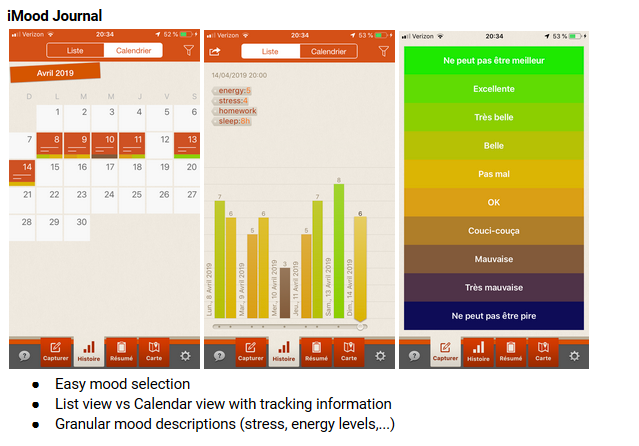 iMood Journal
Verizon 20:34 52 %
Liste Calendrier
Avril 2019
D L M M J V S
1 2 3 4 5 6
7 8 9 10 11 12 13
14 15 16 17 18 19 20
21 22 23 24 25 26 27
28 29 30
? Capturer Histoire Résumé Carte
Verizon 20:34 53 %
Liste Calendrier
14/04/2019 20:00
energy:5
stress:4
homework
sleep:8h
7 6 5 6 3 5 7 8 6
Lun., 8 Avril 2019
Mar., 9 Avril 2019
Mer., 10 Avril 2019
Jeu., 11 Avril 2019
Sam., 13 Avril 2019
Dim., 14 Avril 2019
? Capturer Histoire Résumé Carte
Verizon 20:34 53 %
Ne peut pas être meilleur
Excellente
Très belle
Belle
Pas mal
OK
Couci-couça
Mauvaise
Très mauvaise
Ne peut pas être pire
? Capturer Histoire Résumé Carte
● Easy mood selection
● List view vs Calendar view with tracking information
● Granular mood descriptions (stress, energy levels,...)